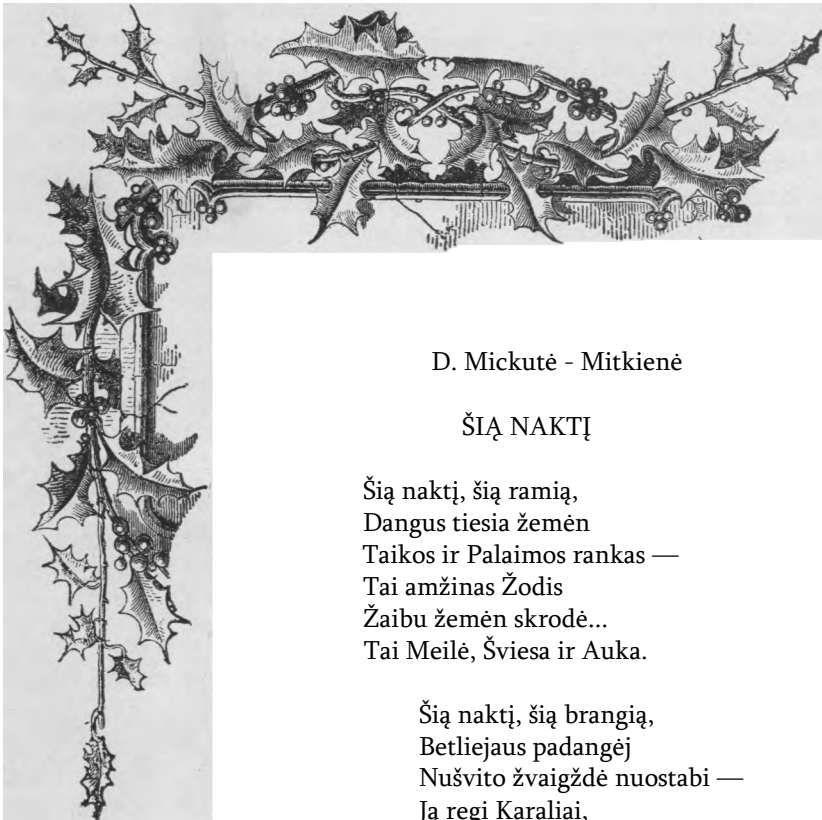 D. Mickutė - Mitkienė
ŠIĄ NAKTĮ
Šią naktį, šią ramią,
Dangus tiesia žemėn
Taikos ir Palaimos rankas —
Tai amžinas Žodis
Žaibu žemėn skrodė...
Tai Meilė, Šviesa ir Auka.
Šią naktį, šią brangią,
Betliejaus padangėj
Nušvito žvaigždė nuostabi —
Ją regi Karaliai,